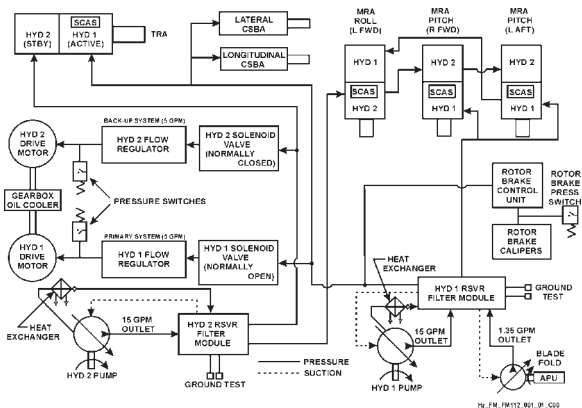 HYD 2
(STBY)
SCAS
HYD 1
(ACTIVE)
TRA
LATERAL
CSBA
LONGITUDINAL
CSBA
MRA
ROLL
(L FWD)
MRA
PITCH
(R FWD)
MRA
PITCH
(L AFT)
HYD 1
SCAS
HYD 2
HYD 2
SCAS
HYD 1
HYD 2
SCAS
HYD 1
BACK-UP SYSTEM (5 GPM)
HYD 2
DRIVE
MOTOR
HYD 2 FLOW
REGULATOR
HYD 2 SOLENOID
VALVE
(NORMALLY
CLOSED)
GEARBOX
OIL COOLER
PRESSURE SWITCHES
PRIMARY SYSTEM (5 GPM)
HYD 1
DRIVE
MOTOR
HYD 1 FLOW
REGULATOR
HYD 1 SOLENOID
VALVE
(NORMALLY
OPEN)
ROTOR
BRAKE
CONTROL
UNIT
ROTOR
BRAKE
PRESS
SWITCH
ROTOR
BRAKE
CALIPERS
HEAT
EXCHANGER
15 GPM
OUTLET
HYD 2 RSVR
FILTER
MODULE
HYD 2 PUMP
GROUND TEST
PRESSURE
SUCTION
HEAT
EXCHANGER
HYD 1 RSVR
FILTER MODULE
GROUND
TEST
15 GPM
OUTLET
1.35 GPM
OUTLET
HYD 1 PUMP
BLADE
FOLD
APU
Hz_FM_FM112_001_01_C00